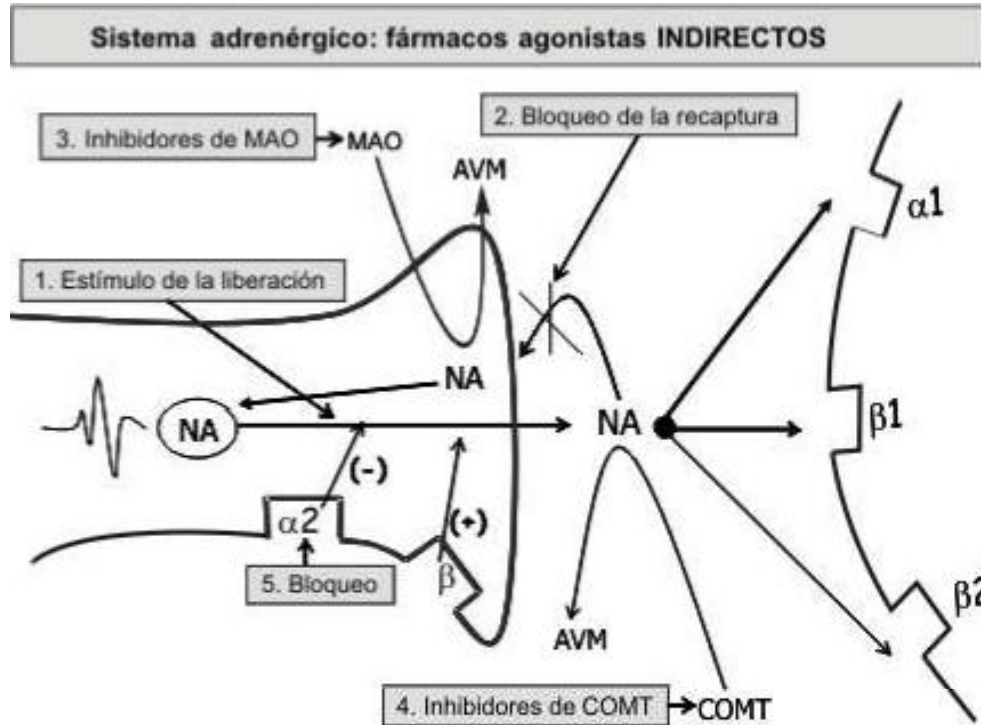 Sistema adrenérgico: fármacos agonistas INDIRECTOS
2. Bloqueo de la recaptura
3. Inhibidores de MAO
MAO
AVM
α1
1. Estímulo de la liberación
NA
NA
NA
β1
(-)
α2
(+)
β
5. Bloqueo
β2
AVM
4. Inhibidores de COMT
COMT